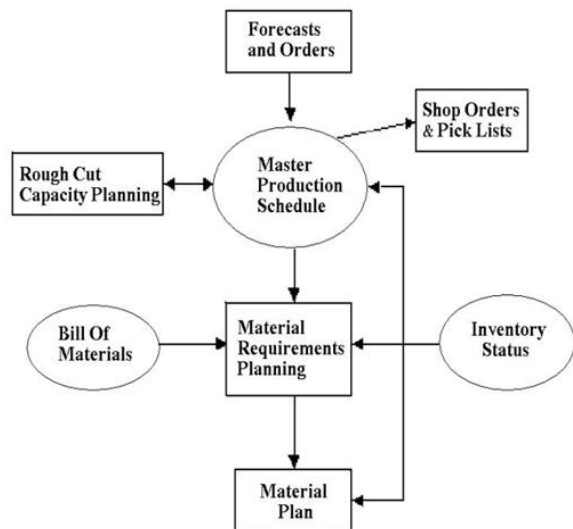 Forecasts
and Orders
Shop Orders
& Pick Lists
Master
Production
Schedule
Rough Cut
Capacity Planning
Bill Of
Materials
Material
Requirements
Planning
Inventory
Status
Material
Plan